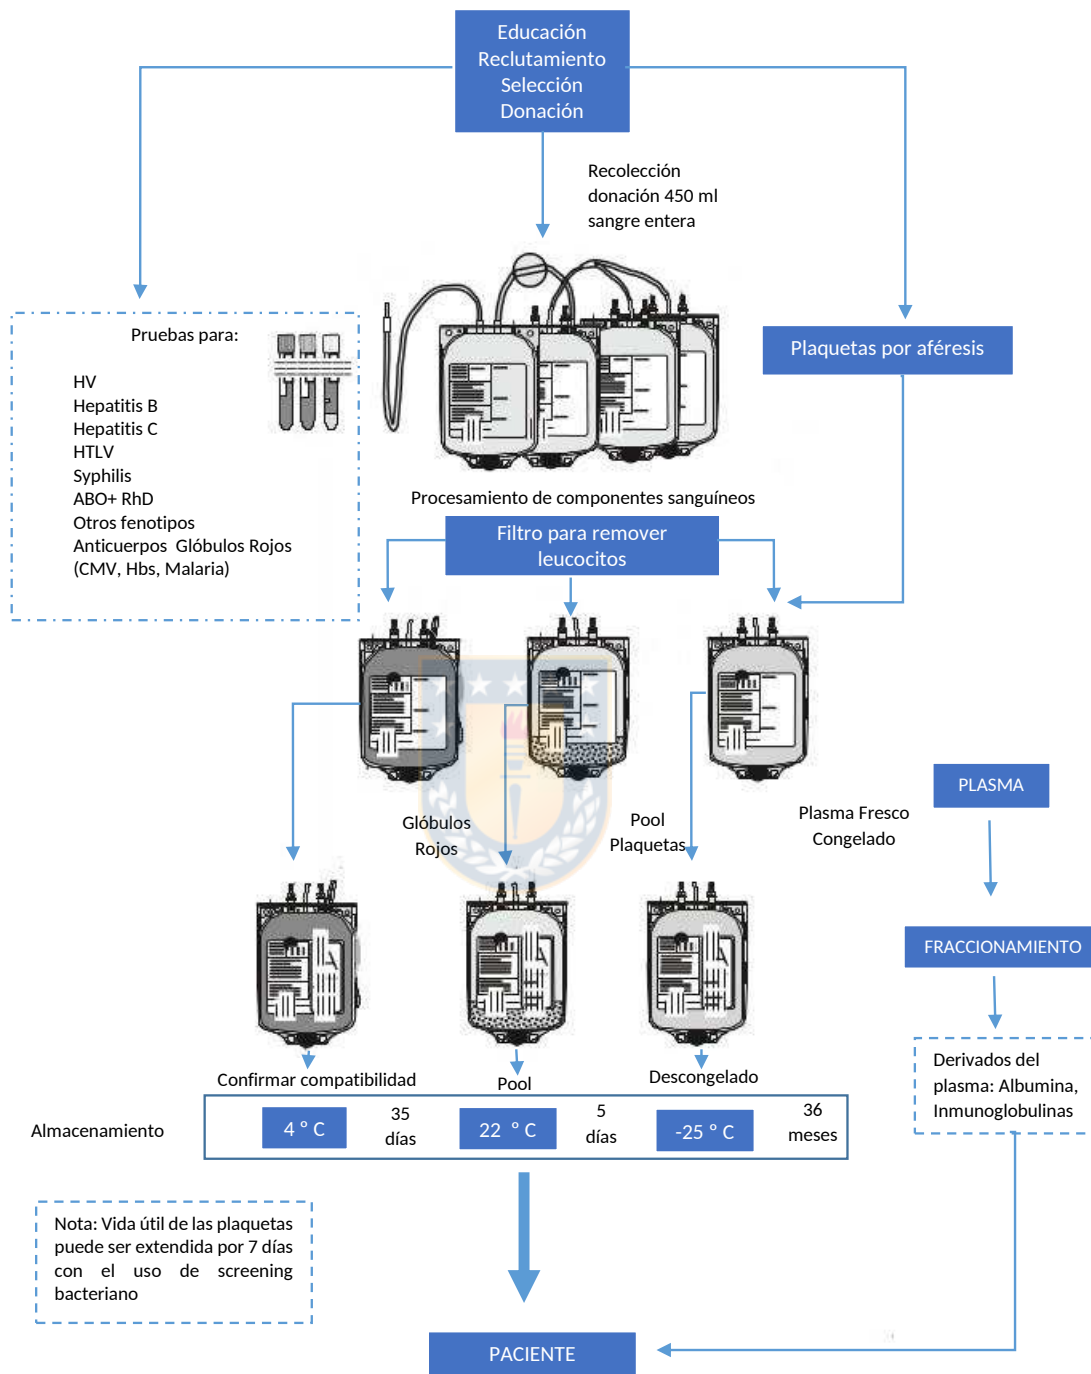 Educación
Reclutamiento
Selección
Donación
Recolección
donación 450 ml
sangre entera
Pruebas para:
HV
Hepatitis B
Hepatitis C
HTLV
Syphilis
ABO+ RhD
Otros fenotipos
Anticuerpos Glóbulos Rojos
(CMV, Hbs, Malaria)
Plaquetas por aféresis
Procesamiento de componentes sanguíneos
Filtro para remover
leucocitos
Glóbulos
Rojos
Pool
Plaquetas
Plasma Fresco
Congelado
PLASMA
FRACCIONAMIENTO
Derivados del
plasma: Albumina,
Inmunoglobulinas
Confirmar compatibilidad
Pool
Descongelado
Almacenamiento
4 ° C
35
días
22 ° C
5
días
-25 ° C
36
meses
Nota: Vida útil de las plaquetas
puede ser extendida por 7 días
con el uso de screening
bacteriano
PACIENTE